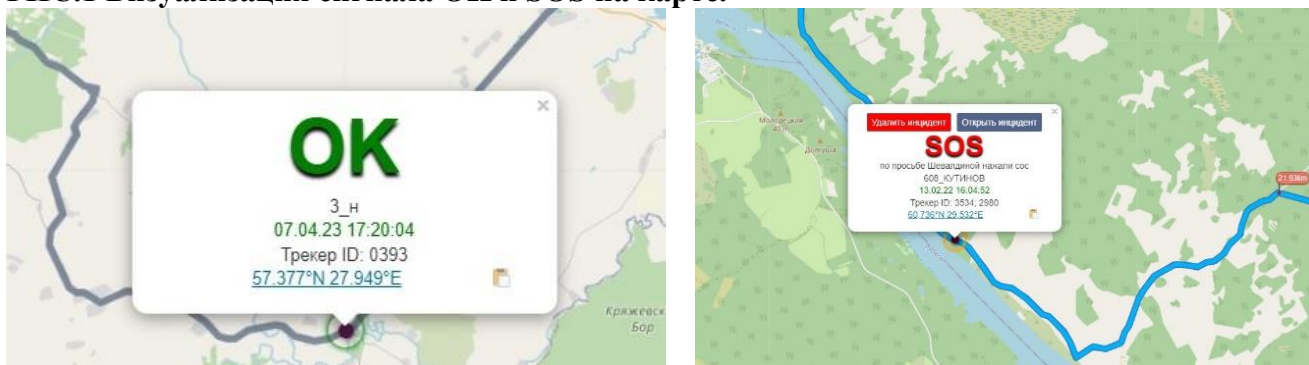 РИС.1 Визуализация сигнала ОК и SOS на карте.
OK
3_н
07.04.23 17:20:04
Трекер ID: 0393
57.377°N 27.949°E
Бор
Удалить инцидент Открыть инцидент
SOS
по просьбе Шевалдиной нажали сос
608_КУТИНОВ
13.02.22 16:04:52
Трекер ID: 3534; 2980
60.736°N 29.532°E
21.93km